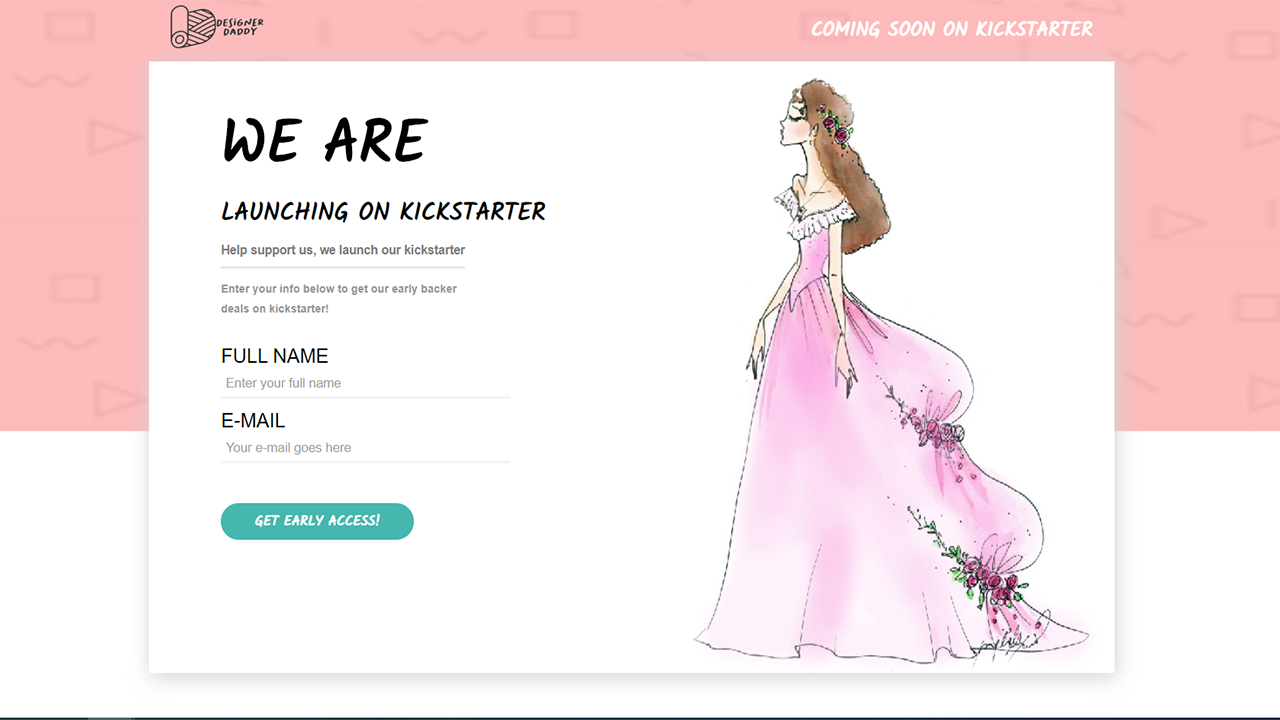 DESIGNER
DADDY
COMING SOON ON KICKSTARTER
WE ARE
LAUNCHING ON KICKSTARTER
Help support us, we launch our kickstarter
Enter your info below to get our early backer
deals on kickstarter!
FULL NAME
Enter your full name
E-MAIL
Your e-mail goes here
GET EARLY ACCESS!